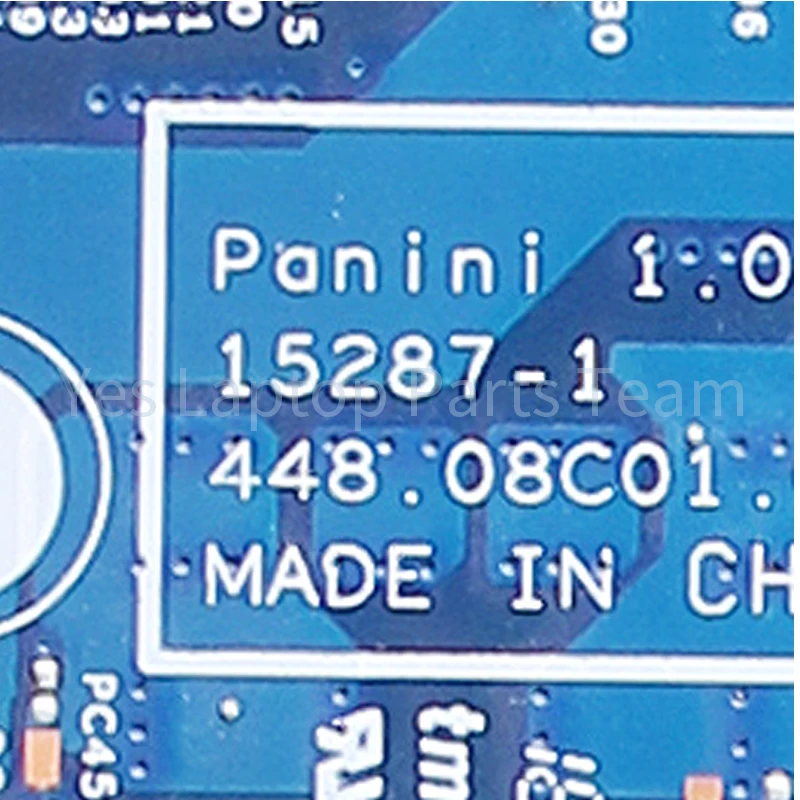 Panini 1.0
15287-1
Yes Laptop Parts Team
448.08C01.
MADE IN CH
PC45